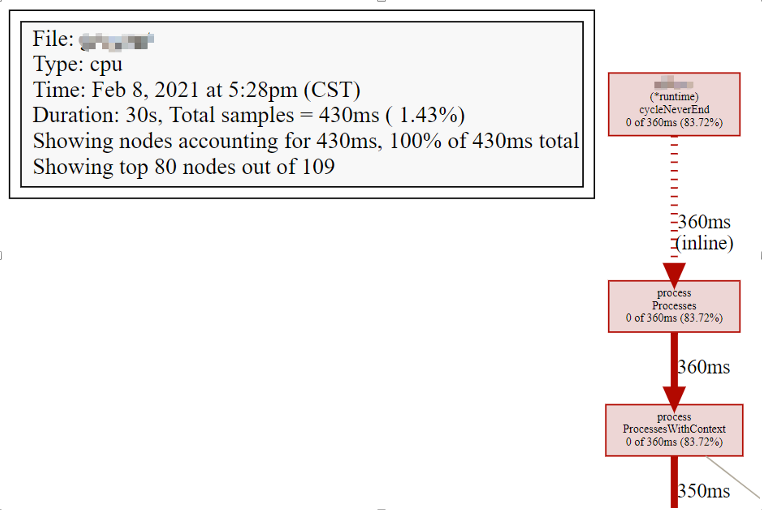 File:
Type: cpu
Time: Feb 8, 2021 at 5:28pm (CST)
Duration: 30s, Total samples = 430ms ( 1.43%)
Showing nodes accounting for 430ms, 100% of 430ms total
Showing top 80 nodes out of 109
(*runtime)
cycleNeverEnd
0 of 360ms (83.72%)
360ms
(inline)
process
Processes
0 of 360ms (83.72%)
360ms
process
ProcessesWithContext
0 of 360ms (83.72%)
350ms